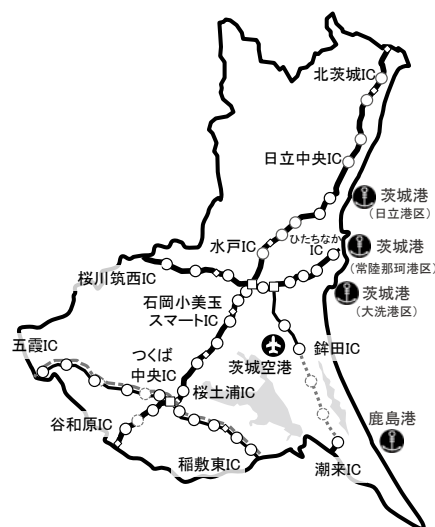 北茨城IC
日立中央IC
茨城港
(日立港区)
ひたちなか
IC
水戸IC
茨城港
(常陸那珂港区)
桜川筑西IC
石岡小美玉
スマートIC
茨城港
(大洗港区)
五霞IC
つくば
中央IC
茨城空港
鉾田IC
桜土浦IC
谷和原IC
鹿島港
稲敷東IC
潮来IC